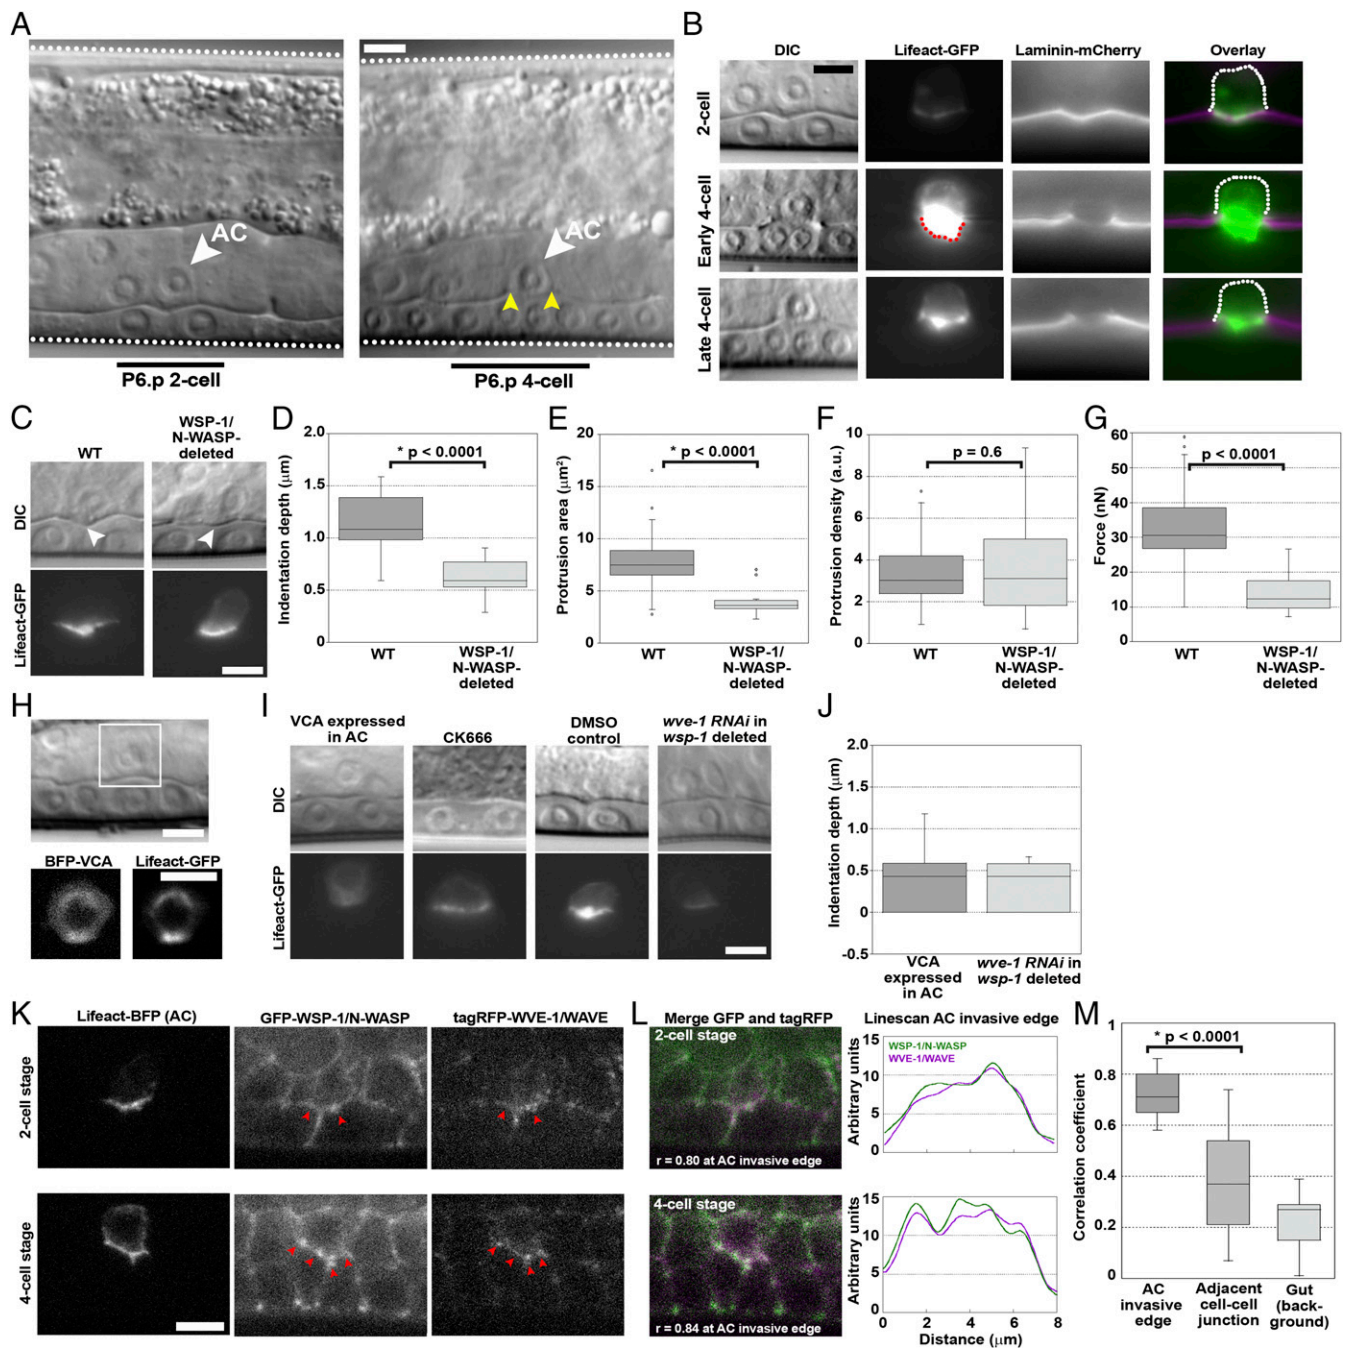 A
AC
AC
P6.p 2-cell
P6.p 4-cell
B
DIC
Lifeact-GFP
Laminin-mCherry
Overlay
2-cell
Early 4-cell
Late 4-cell
C
WT
WSP-1/
N-WASP-
deleted
DIC
Lifeact-GFP
D
Indentation depth (μm)
2.0
1.5
1.0
0.5
0
* p < 0.0001
WT
WSP-1/
N-WASP-
deleted
E
Protrusion area (μm²)
20
15
10
5
0
* p < 0.0001
WT
WSP-1/
N-WASP-
deleted
F
Protrusion density (a.u.)
10
8
6
4
2
0
p = 0.6
WT
WSP-1/
N-WASP-
deleted
G
Force (nN)
60
50
40
30
20
10
0
p < 0.0001
WT
WSP-1/
N-WASP-
deleted
H
BFP-VCA
Lifeact-GFP
I
VCA expressed
in AC
CK666
DMSO
control
wve-1 RNAi in
wsp-1 deleted
DIC
Lifeact-GFP
J
Indentation depth (μm)
2.0
1.5
1.0
0.5
0
-0.5
VCA
expressed
in AC
wve-1 RNAi in
wsp-1 deleted
K
Lifeact-BFP (AC)
GFP-WSP-1/N-WASP
tagRFP-WVE-1/WAVE
2-cell stage
4-cell stage
L
Merge GFP and tagRFP
2-cell stage
r = 0.80 at AC invasive edge
4-cell stage
r = 0.84 at AC invasive edge
Linescan AC invasive edge
WSP-1/N-WASP
WVE-1/WAVE
Arbitrary units
15
10
5
0
Arbitrary units
15
10
5
0
0 2 4 6 8
Distance (μm)
M
Correlation coefficient
1.0
0.8
0.6
0.4
0.2
0
* p < 0.0001
AC
invasive
edge
Adjacent
cell-cell
junction
Gut
(back-
ground)